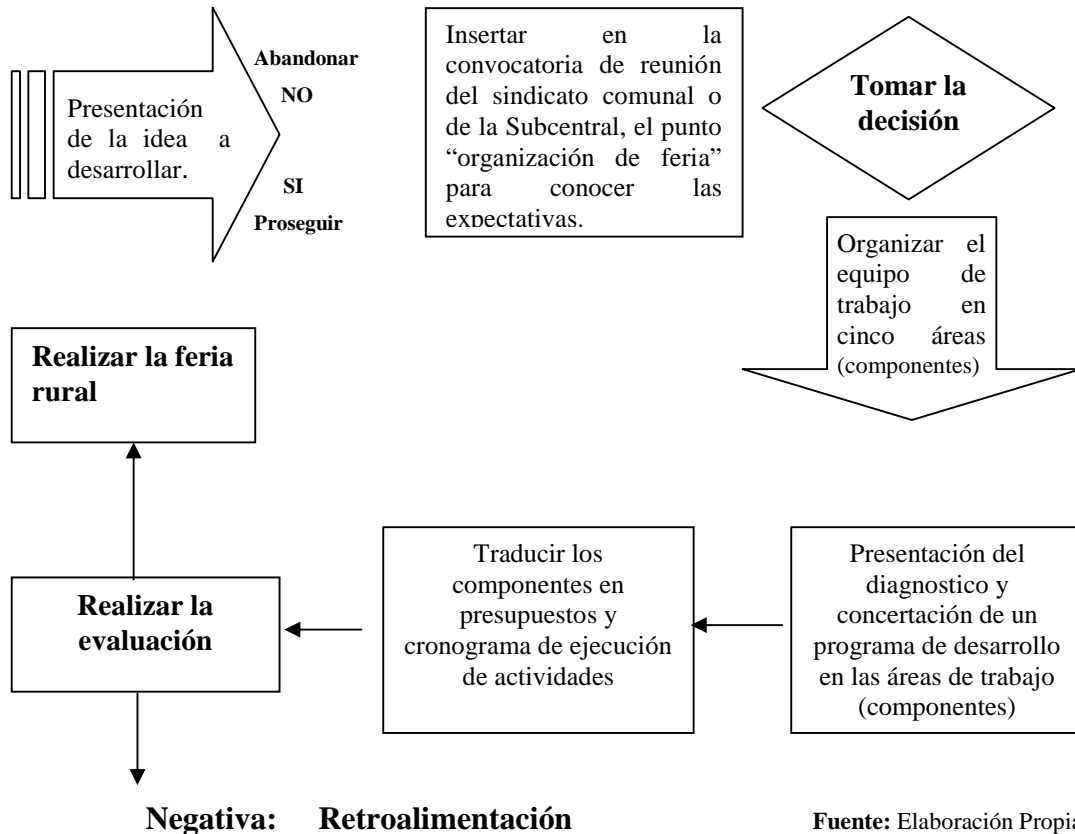 Presentación
de la idea a
desarrollar.
Abandonar
NO
SI
Proseguir
Insertar en la
convocatoria de reunión
del sindicato comunal o
de la Subcentral, el punto
“organización de feria”
para conocer las
expectativas.
Tomar la
decisión
Organizar el
equipo de
trabajo en
cinco áreas
(componentes)
Presentación del
diagnostico y
concertación de un
programa de desarrollo
en las áreas de trabajo
(componentes)
Traducir los
componentes en
presupuestos y
cronograma de ejecución
de actividades
Realizar la
evaluación
Realizar la feria
rural
Negativa: Retroalimentación
Fuente: Elaboración Propia